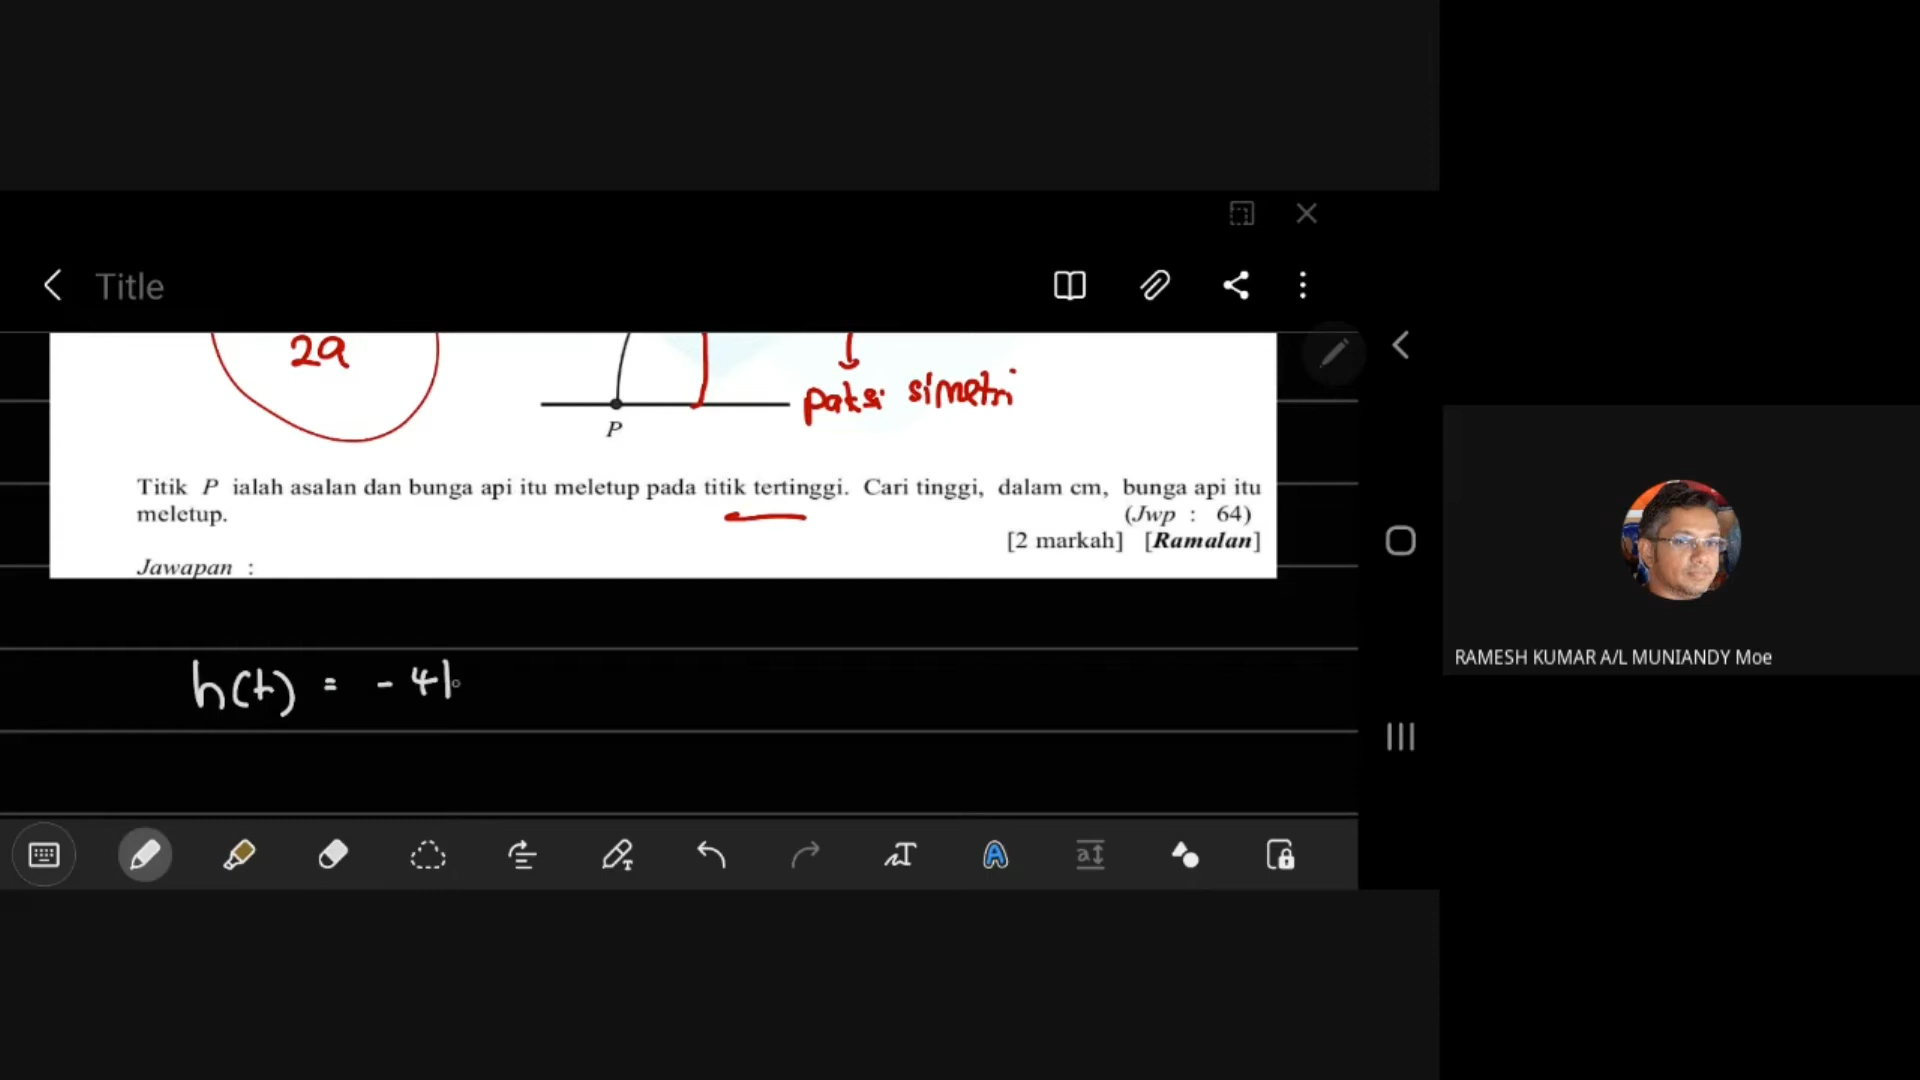 Title
2a
paksi simetri
P
Titik P ialah asalan dan bunga api itu meletup pada titik tertinggi. Cari tinggi, dalam cm, bunga api itu
meletup. (Jwp : 64)
[2 markah] [Ramalan]
Jawapan :
h(t) = - 4
RAMESH KUMAR A/L MUNIANDY Moe